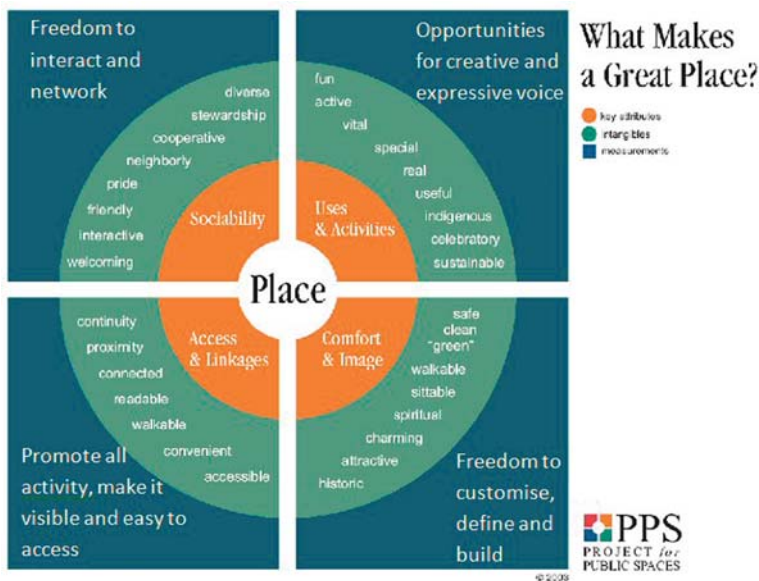 Freedom to
interact and
network
diverse
stewardship
cooperative
neighborly
pride
friendly
interactive
welcoming
Sociability
Opportunities
for creative and
expressive voice
fun
active
vital
special
real
useful
indigenous
celebratory
sustainable
Uses
& Activities
What Makes
a Great Place?
key attributes
intangibles
measurements
Place
continuity
proximity
connected
readable
walkable
convenient
accessible
Access
& Linkages
Promote all
activity, make it
visible and easy to
access
Comfort
& Image
safe
clean
"green"
walkable
sittable
spiritual
charming
attractive
historic
Freedom to
customise,
define and
build
PPS
PROJECT for
PUBLIC SPACES
© 2003